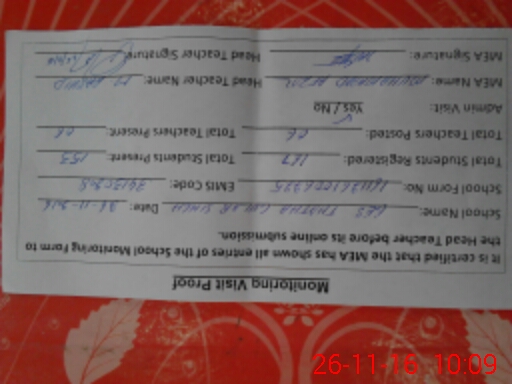 Monitoring Visit Proof
It is certified that the MEA has shown all entries of the School Monitoring Form to
the Head Teacher before its online submission.
School Name: GES Date: 26-11-2016
School Form No: EMIS Code:
Total Students Registered: 167 Total Students Present: 153
Total Teachers Posted: 06 Total Teachers Present: 06
Admin Visit: Yes / No
MEA Name: MUHAMMAD Head Teacher Name:
MEA Signature: Head Teacher Signature:
26-11-16 10:09